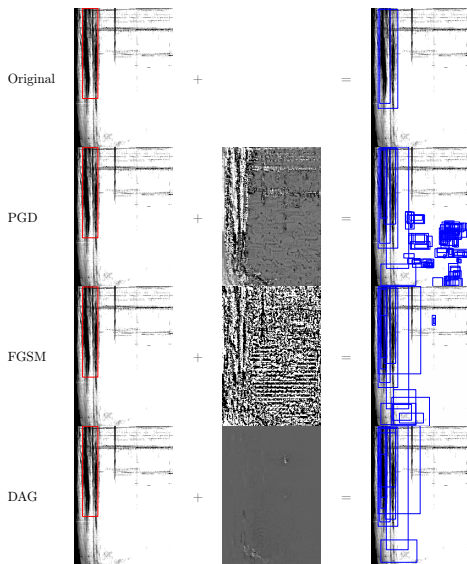 Original + =
PGD + =
FGSM + =
DAG + =